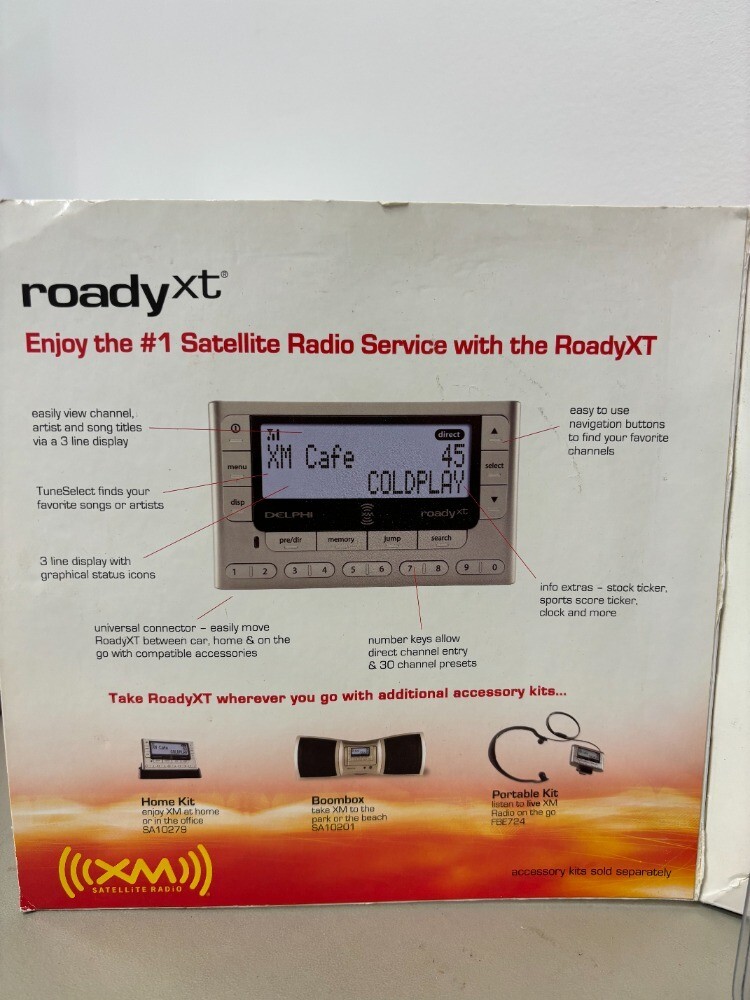 roadyxt®
Enjoy the #1 Satellite Radio Service with the RoadyXT
easily view channel,
artist and song titles
via a 3 line display
easy to use
navigation buttons
to find your favorite
channels
TuneSelect finds your
favorite songs or artists
3 line display with
graphical status icons
direct
XM Cafe 45
COLDPLAY
menu
select
disp
DELPHI XM roadyxt
pre/dir memory jump search
1 2 3 4 5 6 7 8 9 0
info extras – stock ticker,
sports score ticker,
clock and more
universal connector – easily move
RoadyXT between car, home & on the
go with compatible accessories
number keys allow
direct channel entry
& 30 channel presets
Take RoadyXT wherever you go with additional accessory kits...
XM Cafe
COLDPLAY
Home Kit
enjoy XM at home
or in the office
SA10279
Boombox
take XM to the
park or the beach
SA10201
Portable Kit
listen to live XM
Radio on the go
FBE724
XM
SATELLITE RADIO
accessory kits sold separately